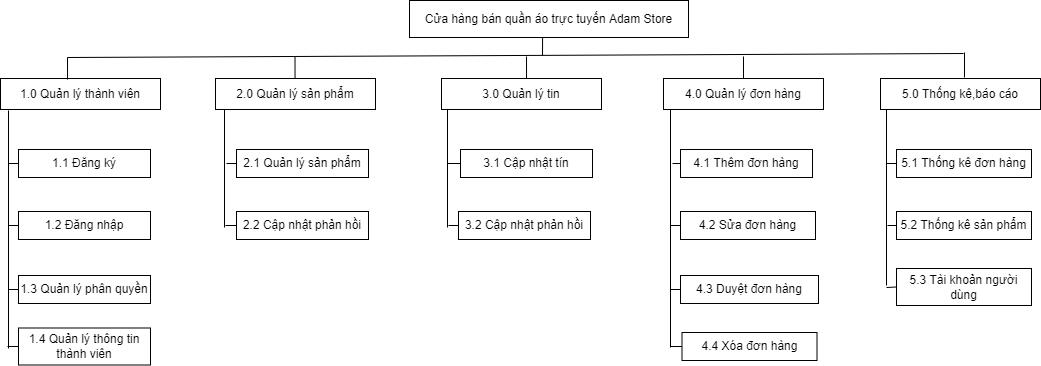 Cửa hàng bán quần áo trực tuyến Adam Store
1.0 Quản lý thành viên
2.0 Quản lý sản phẩm
3.0 Quản lý tin
4.0 Quản lý đơn hàng
5.0 Thống kê,báo cáo
1.1 Đăng ký
2.1 Quản lý sản phẩm
3.1 Cập nhật tín
4.1 Thêm đơn hàng
5.1 Thống kê đơn hàng
1.2 Đăng nhập
2.2 Cập nhật phản hồi
3.2 Cập nhật phản hồi
4.2 Sửa đơn hàng
5.2 Thống kê sản phẩm
1.3 Quản lý phân quyền
4.3 Duyệt đơn hàng
5.3 Tài khoản người
dùng
1.4 Quản lý thông tin
thành viên
4.4 Xóa đơn hàng